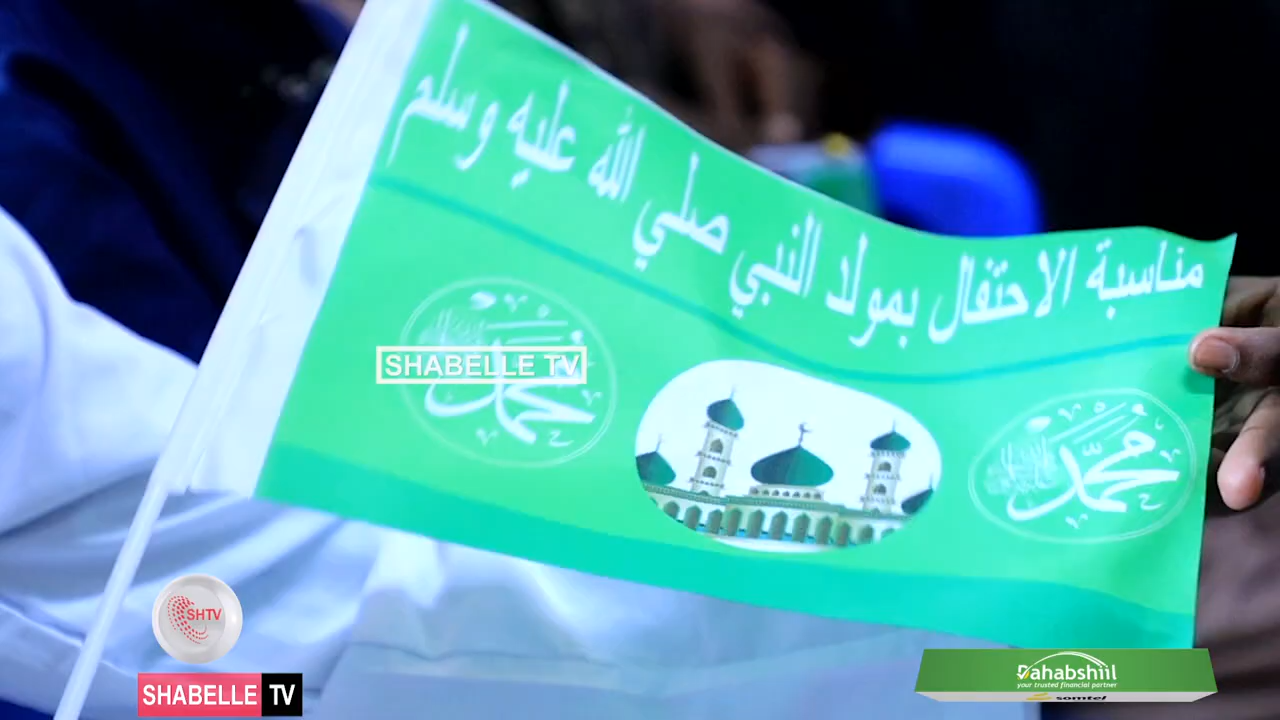 مناسبة الاحتفال بمولد النبي صلي الله عليه وسلم
SHABELLE TV
محمد
محمد
SHTV
SHABELLE TV
Dahabshiil
your trusted financial partner
somtel